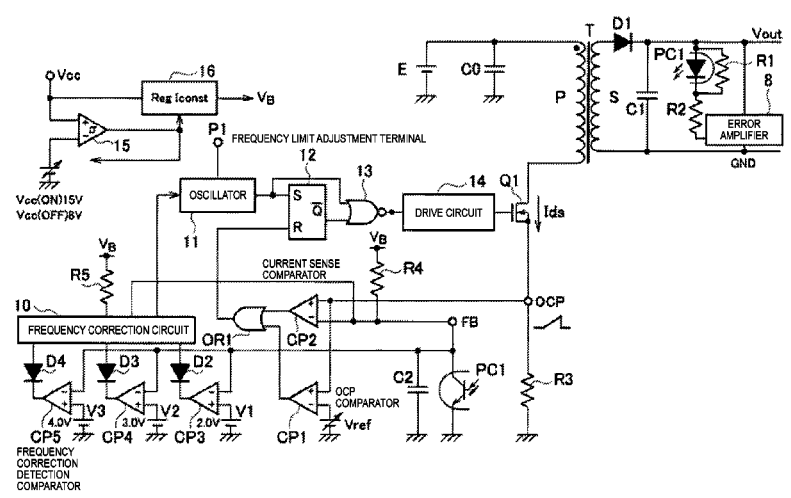 T
D1
Vout
PC1
R1
8
E
C0
P
S
C1
R2
ERROR
AMPLIFIER
GND
Vcc
16
Reg Iconst
VB
15
Vcc(ON)15V
Vcc(OFF)8V
P1
FREQUENCY LIMIT ADJUSTMENT TERMINAL
OSCILLATOR
11
12
S
Q
R
13
14
DRIVE CIRCUIT
Q1
Ids
VB
R5
CURRENT SENSE
COMPARATOR
VB
R4
OCP
10
FREQUENCY CORRECTION CIRCUIT
OR1
CP2
FB
D4
D3
D2
C2
PC1
R3
OCP
COMPARATOR
V3
V2
V1
CP1
Vref
CP5
4.0V
CP4
3.0V
CP3
2.0V
FREQUENCY
CORRECTION
DETECTION
COMPARATOR